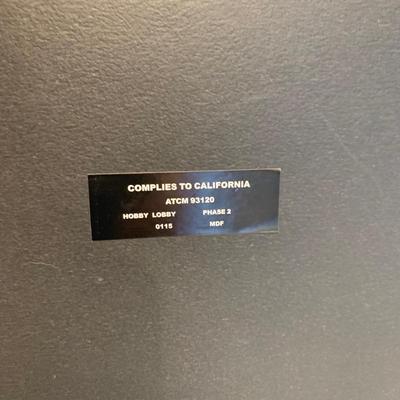 COMPLIES TO CALIFORNIA
ATCM 93120
HOBBY LOBBY PHASE 2
0115 MDF